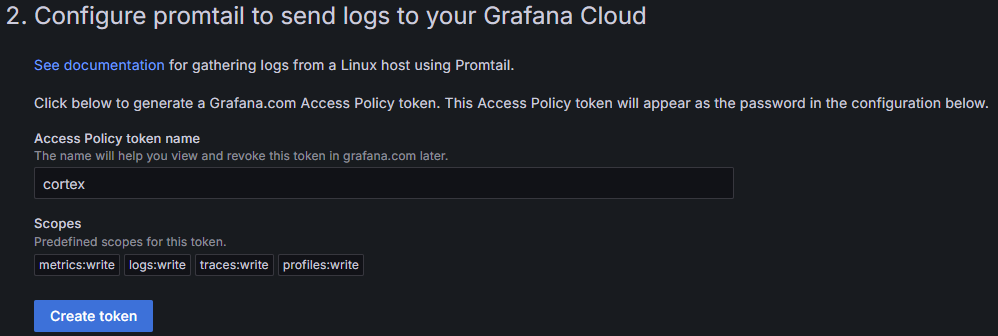 2. Configure promtail to send logs to your Grafana Cloud
See documentation for gathering logs from a Linux host using Promtail.
Click below to generate a Grafana.com Access Policy token. This Access Policy token will appear as the password in the configuration below.
Access Policy token name
The name will help you view and revoke this token in grafana.com later.
cortex
Scopes
Predefined scopes for this token.
metrics:write logs:write traces:write profiles:write
Create token